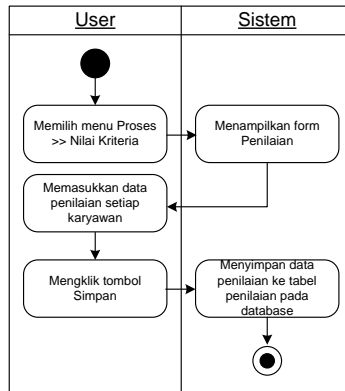 User
Sistem
Memilih menu Proses
>> Nilai Kriteria
Menampilkan form
Penilaian
Memasukkan data
penilaian setiap
karyawan
Mengklik tombol
Simpan
Menyimpan data
penilaian ke tabel
penilaian pada
database